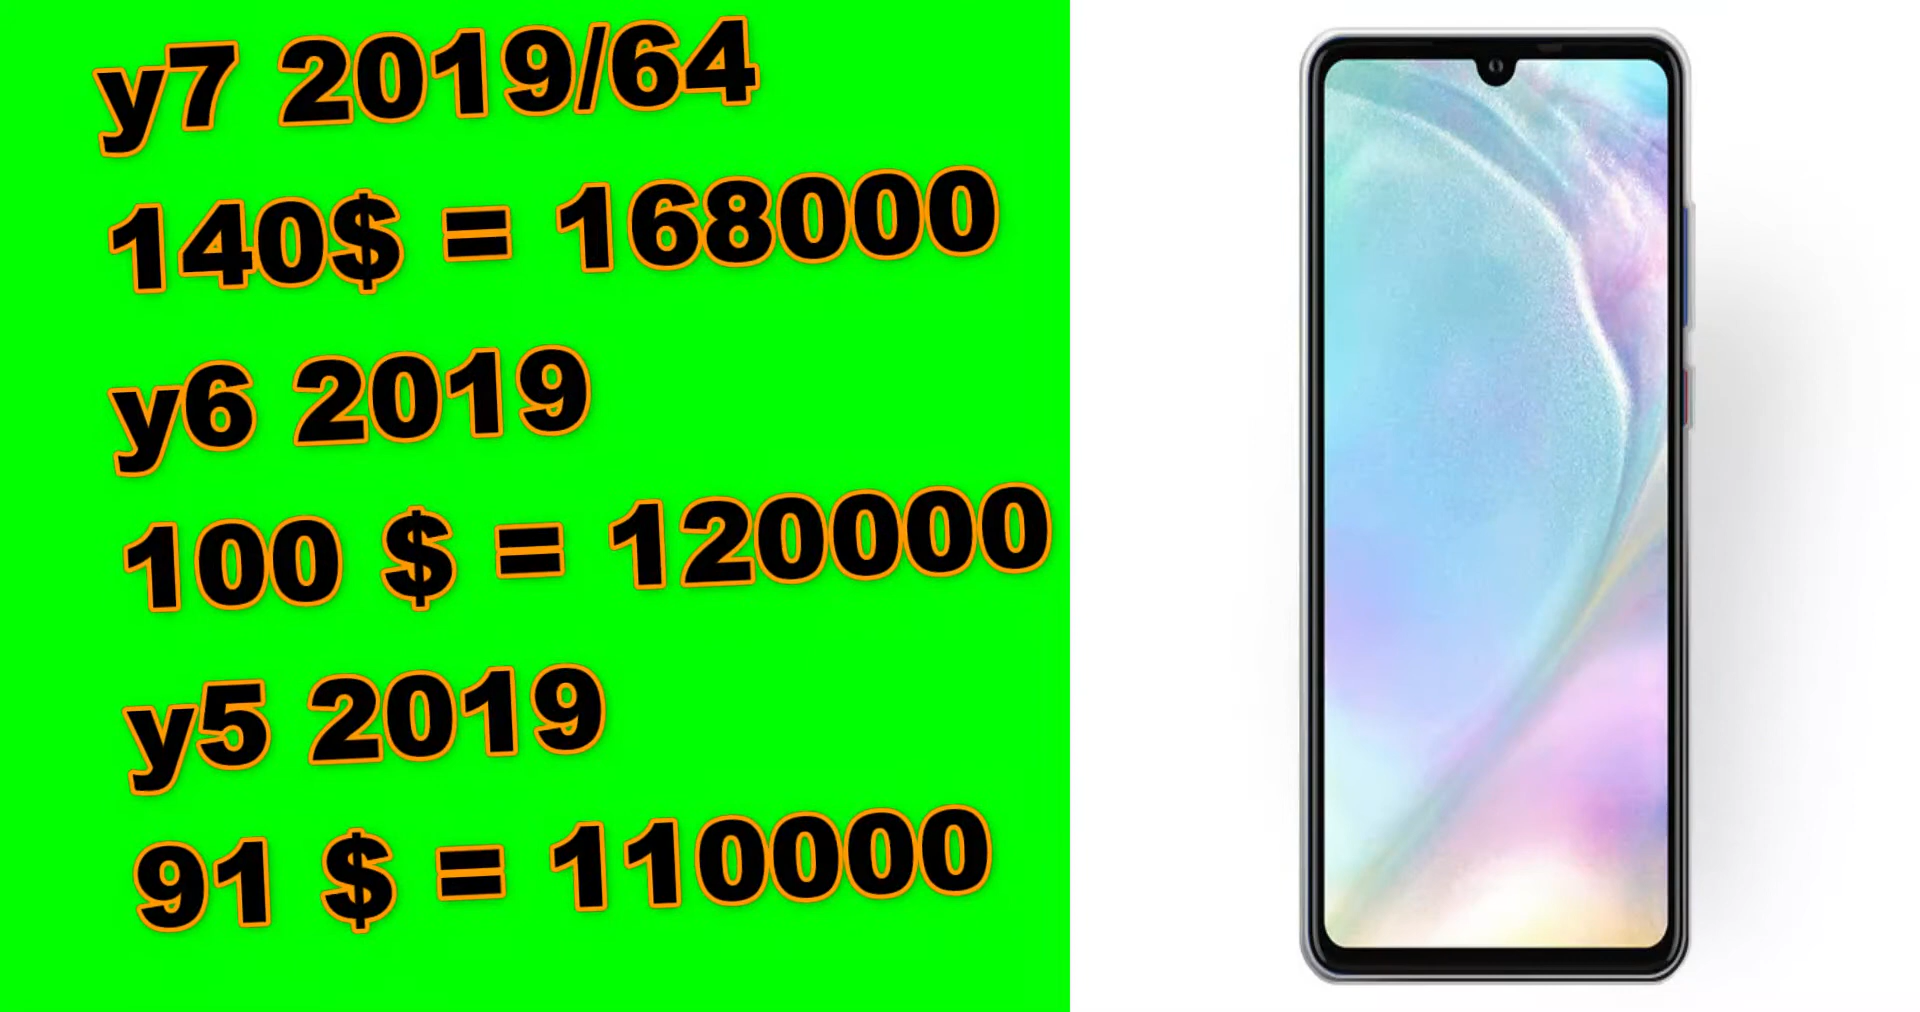 y7 2019/64
140$ = 168000
y6 2019
100 $ = 120000
y5 2019
91 $ = 110000